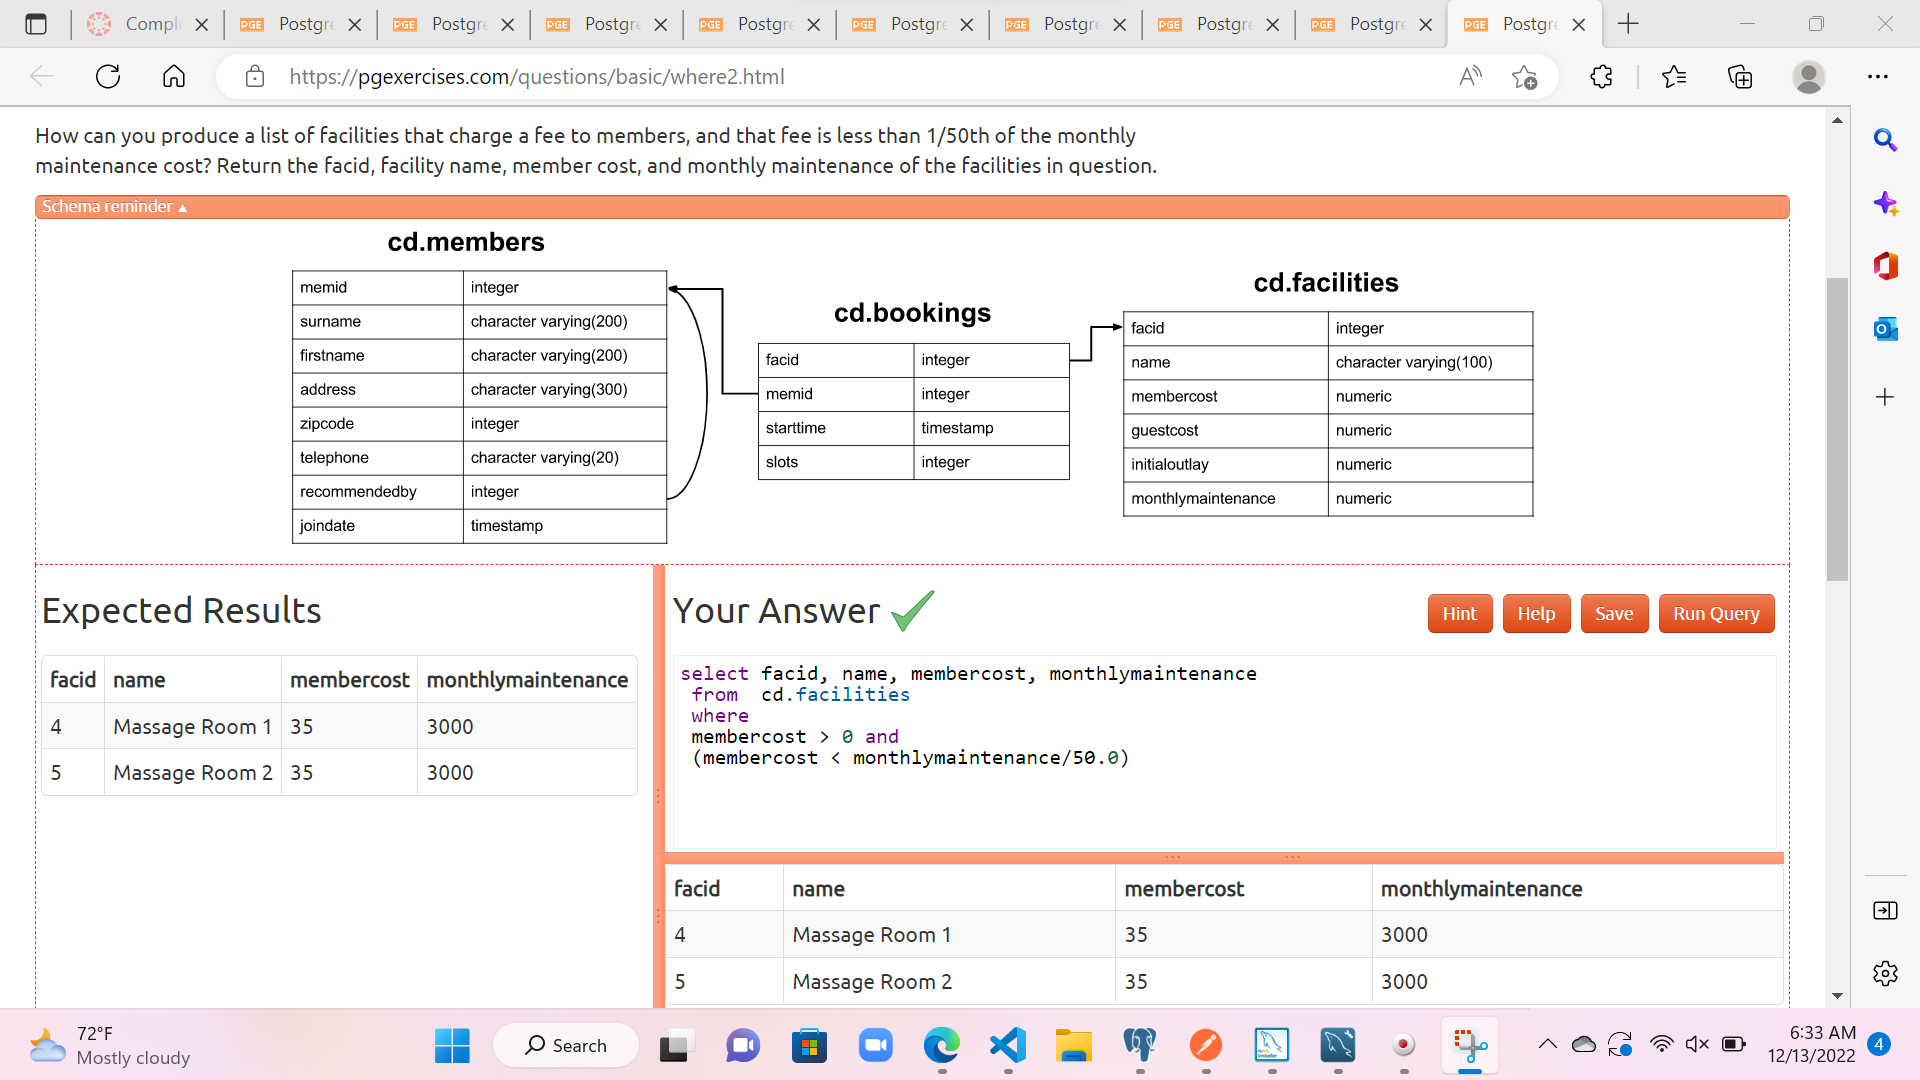 Compl
Postgre
Postgre
Postgre
Postgre
Postgre
Postgre
Postgre
Postgre
Postgre
https://pgexercises.com/questions/basic/where2.html
How can you produce a list of facilities that charge a fee to members, and that fee is less than 1/50th of the monthly
maintenance cost? Return the facid, facility name, member cost, and monthly maintenance of the facilities in question.
Schema reminder ▲
cd.members
memid integer
surname character varying(200)
firstname character varying(200)
address character varying(300)
zipcode integer
telephone character varying(20)
recommendedby integer
joindate timestamp
cd.bookings
facid integer
memid integer
starttime timestamp
slots integer
cd.facilities
facid integer
name character varying(100)
membercost numeric
guestcost numeric
initialoutlay numeric
monthlymaintenance numeric
Expected Results
facid name membercost monthlymaintenance
4 Massage Room 1 35 3000
5 Massage Room 2 35 3000
Your Answer
Hint Help Save Run Query
select facid, name, membercost, monthlymaintenance
from cd.facilities
where
membercost > 0 and
(membercost < monthlymaintenance/50.0)
facid name membercost monthlymaintenance
4 Massage Room 1 35 3000
5 Massage Room 2 35 3000
72°F
Mostly cloudy
Search
6:33 AM
12/13/2022
4